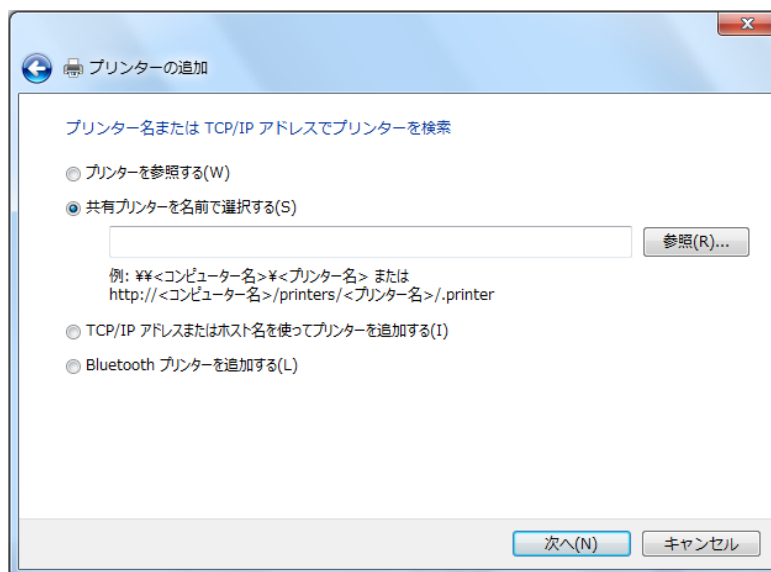 プリンターの追加
プリンター名または TCP/IP アドレスでプリンターを検索
プリンターを参照する(W)
共有プリンターを名前で選択する(S)
参照(R)...
例: ¥¥<コンピューター名>¥<プリンター名> または
http://<コンピューター名>/printers/<プリンター名>/.printer
TCP/IP アドレスまたはホスト名を使ってプリンターを追加する(I)
Bluetooth プリンターを追加する(L)
次へ(N)
キャンセル